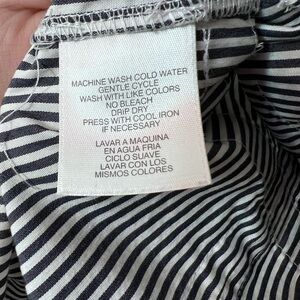 MACHINE WASH COLD WATER
GENTLE CYCLE
WASH WITH LIKE COLORS
NO BLEACH
DRIP DRY
PRESS WITH COOL IRON
IF NECESSARY
LAVAR A MAQUINA
EN AGUA FRIA
CICLO SUAVE
LAVAR CON LOS
MISMOS COLORES